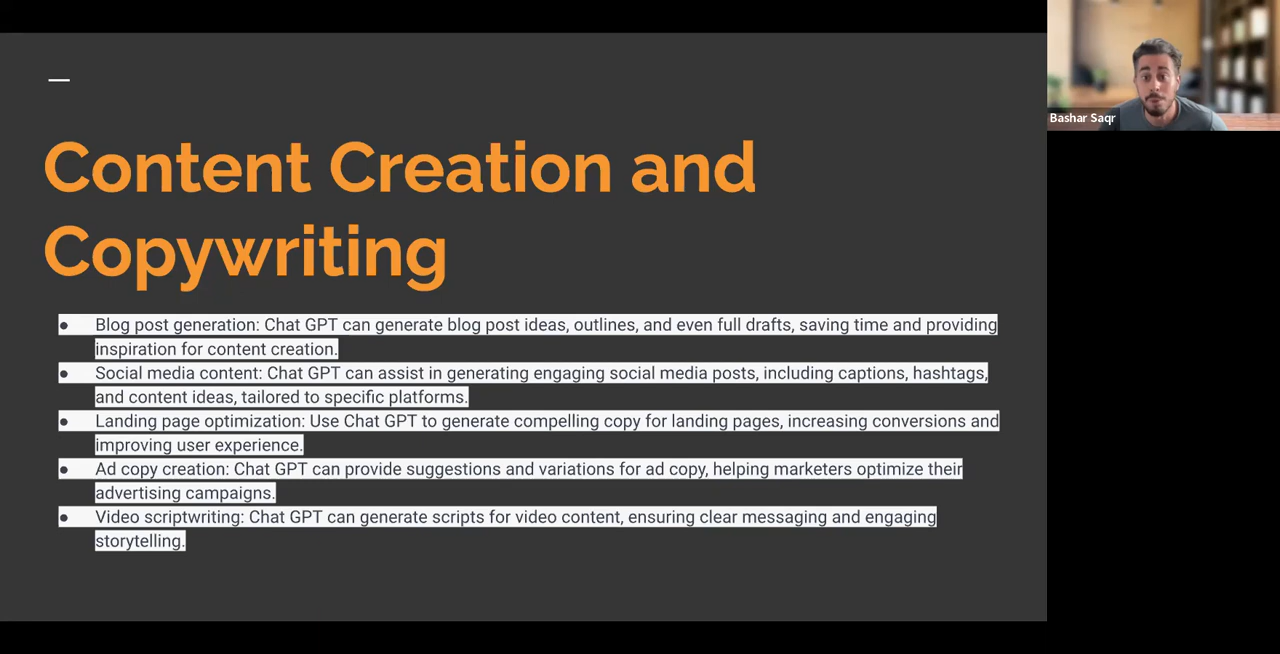 Content Creation and
Copywriting
● Blog post generation: Chat GPT can generate blog post ideas, outlines, and even full drafts, saving time and providing
inspiration for content creation.
● Social media content: Chat GPT can assist in generating engaging social media posts, including captions, hashtags,
and content ideas, tailored to specific platforms.
● Landing page optimization: Use Chat GPT to generate compelling copy for landing pages, increasing conversions and
improving user experience.
● Ad copy creation: Chat GPT can provide suggestions and variations for ad copy, helping marketers optimize their
advertising campaigns.
● Video scriptwriting: Chat GPT can generate scripts for video content, ensuring clear messaging and engaging
storytelling.
Bashar Saqr